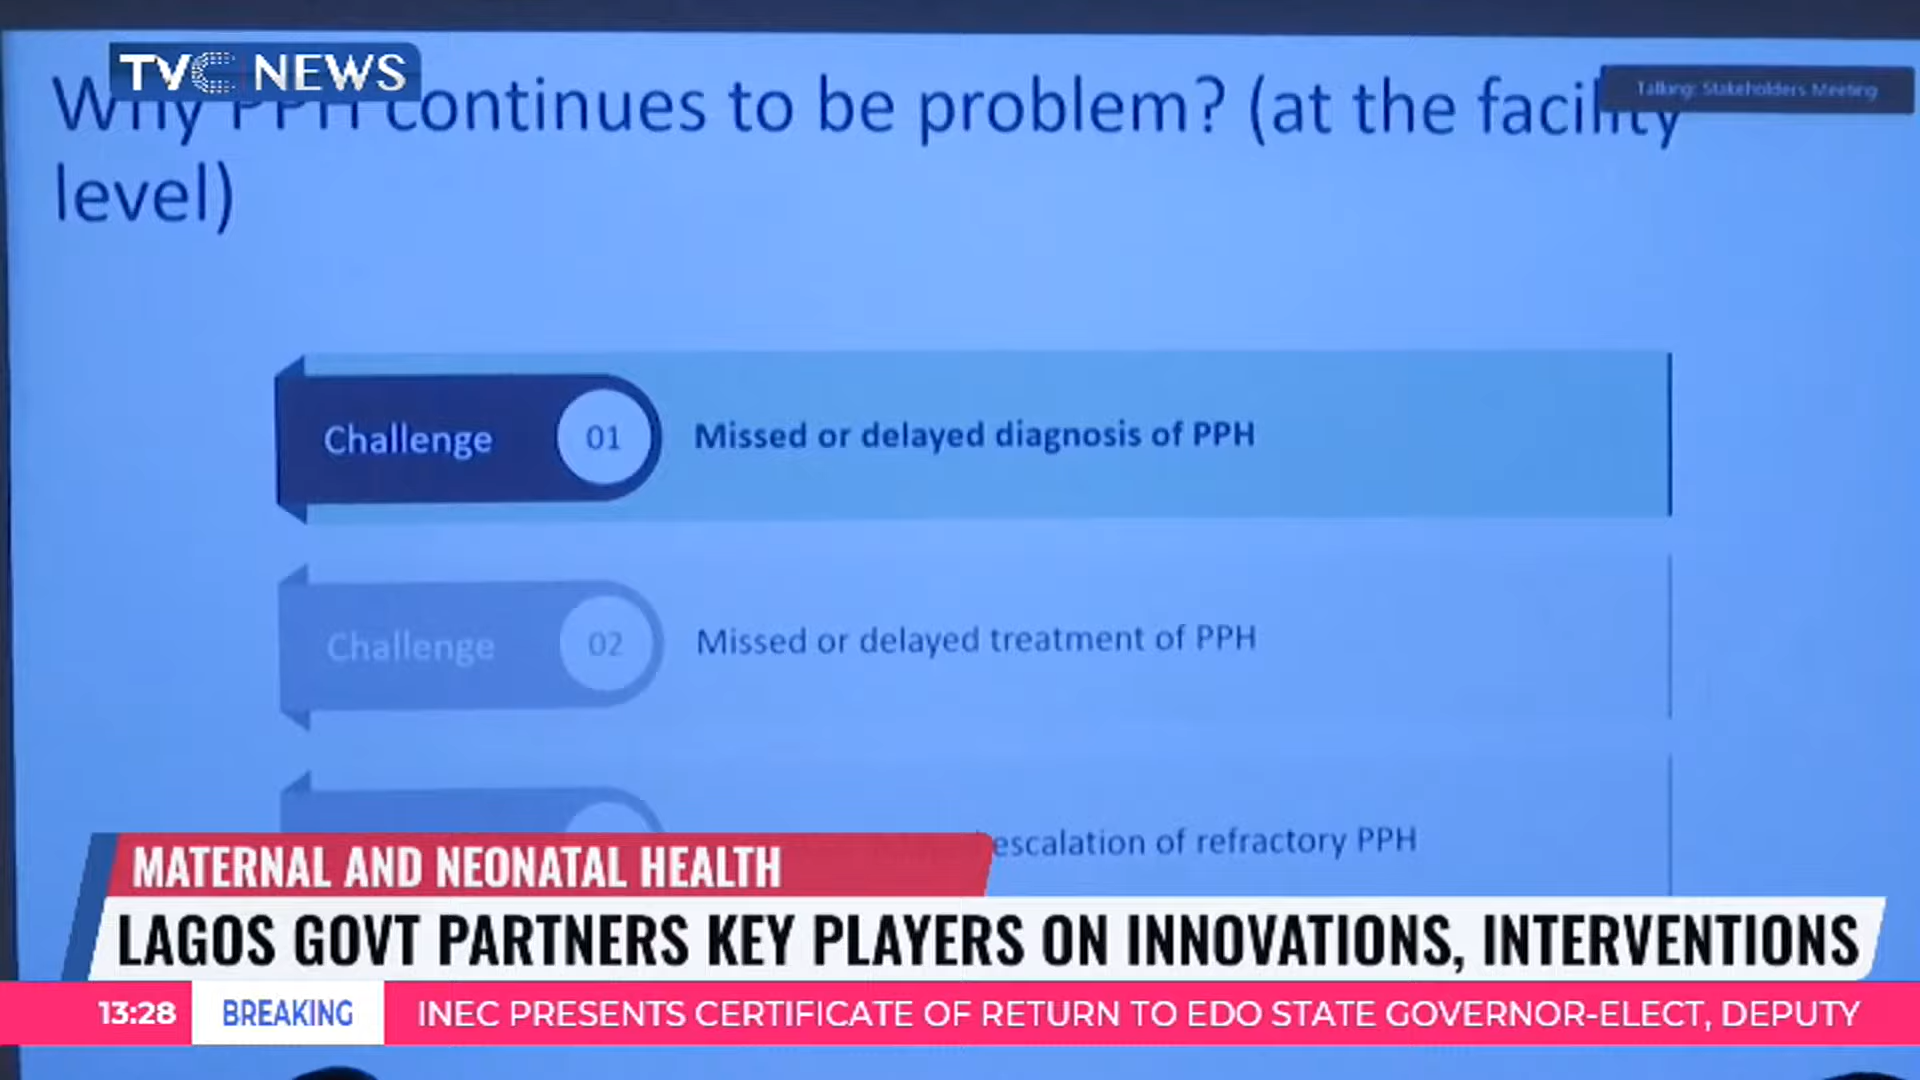 TVC NEWS
Talking: Stakeholders Meeting
Why PPH continues to be problem? (at the facility
level)
Challenge 01 Missed or delayed diagnosis of PPH
Challenge 02 Missed or delayed treatment of PPH
escalation of refractory PPH
MATERNAL AND NEONATAL HEALTH
LAGOS GOVT PARTNERS KEY PLAYERS ON INNOVATIONS, INTERVENTIONS
13:28 BREAKING INEC PRESENTS CERTIFICATE OF RETURN TO EDO STATE GOVERNOR-ELECT, DEPUTY